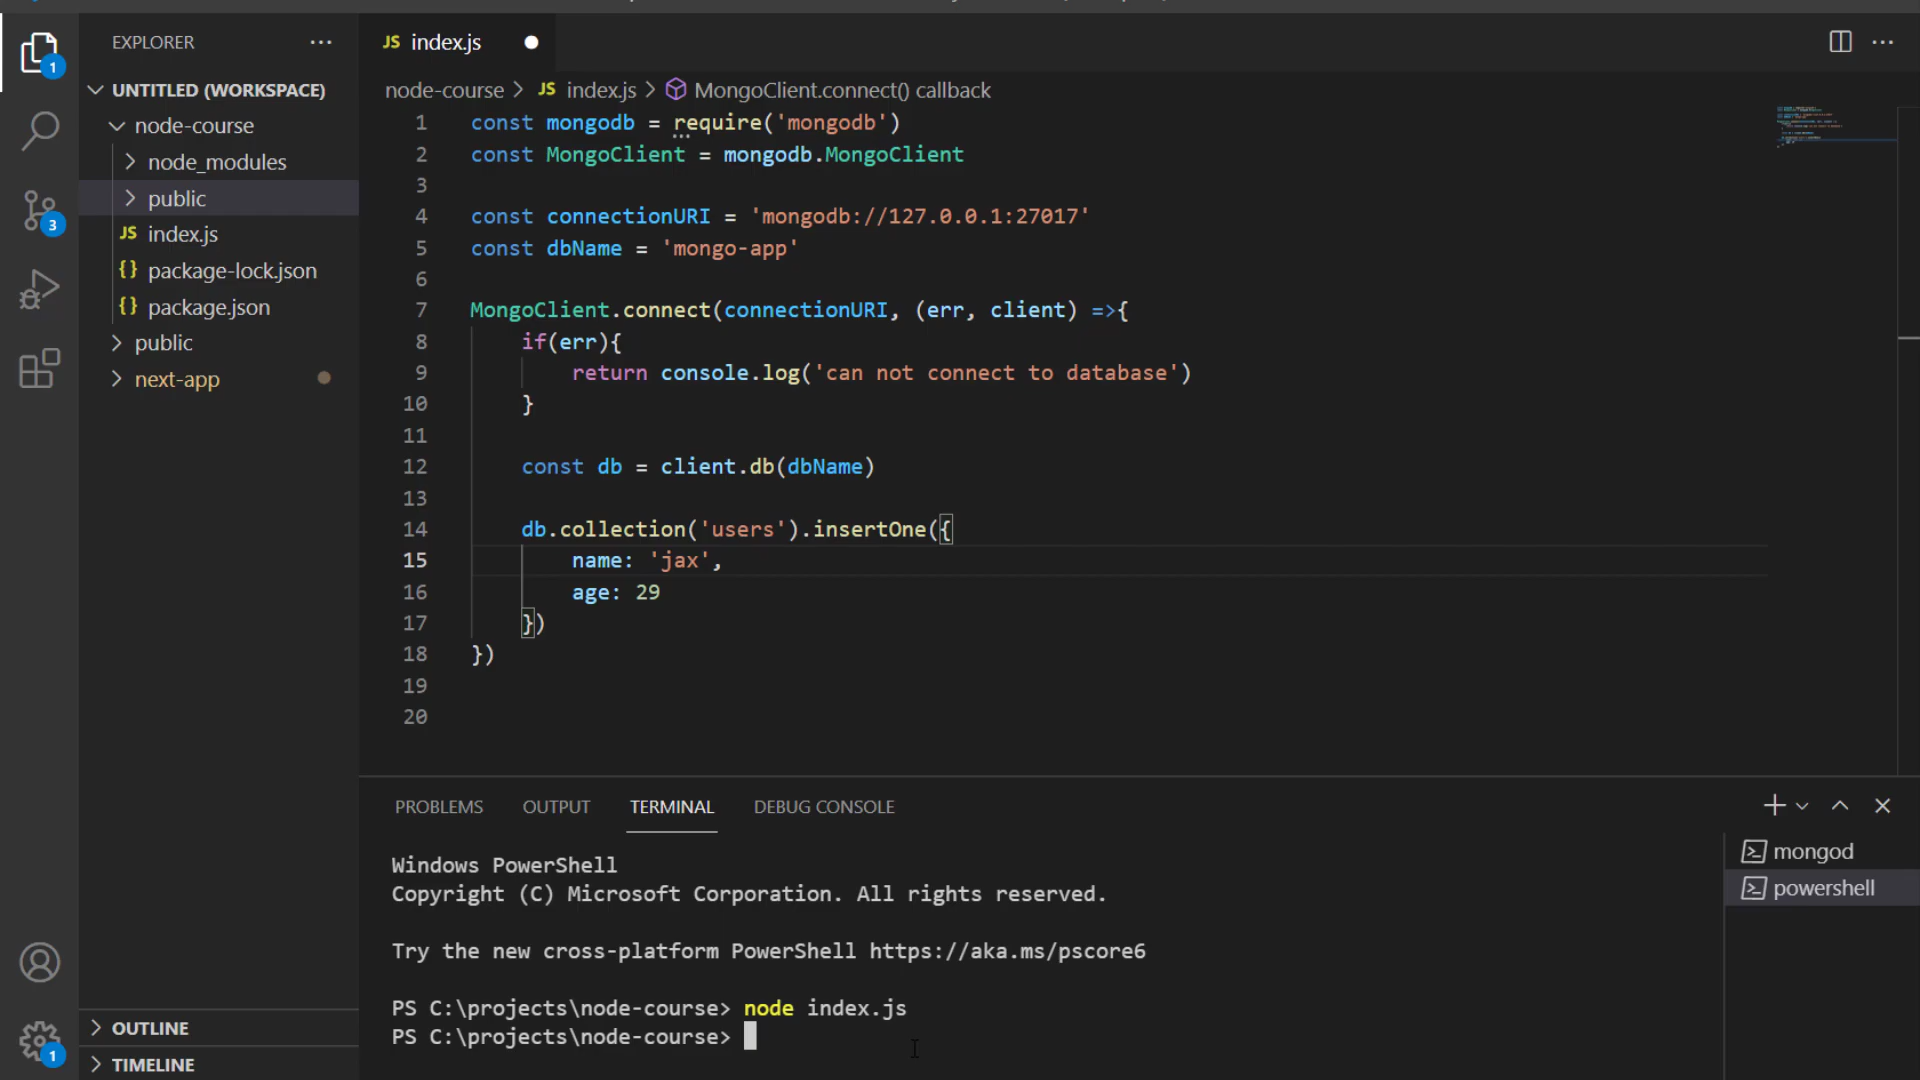 EXPLORER
UNTITLED (WORKSPACE)
node-course
node_modules
public
JS index.js
{} package-lock.json
{} package.json
public
next-app
OUTLINE
TIMELINE
1
3
1
JS index.js
node-course > JS index.js > MongoClient.connect() callback
1 const mongodb = require('mongodb')
2 const MongoClient = mongodb.MongoClient
3
4 const connectionURI = 'mongodb://127.0.0.1:27017'
5 const dbName = 'mongo-app'
6
7 MongoClient.connect(connectionURI, (err, client) =>{
8 if(err){
9 return console.log('can not connect to database')
10 }
11
12 const db = client.db(dbName)
13
14 db.collection('users').insertOne({
15 name: 'jax',
16 age: 29
17 })
18 })
19
20
PROBLEMS OUTPUT TERMINAL DEBUG CONSOLE
Windows PowerShell
Copyright (C) Microsoft Corporation. All rights reserved.
Try the new cross-platform PowerShell https://aka.ms/pscore6
PS C:\projects\node-course> node index.js
PS C:\projects\node-course>
mongod
powershell